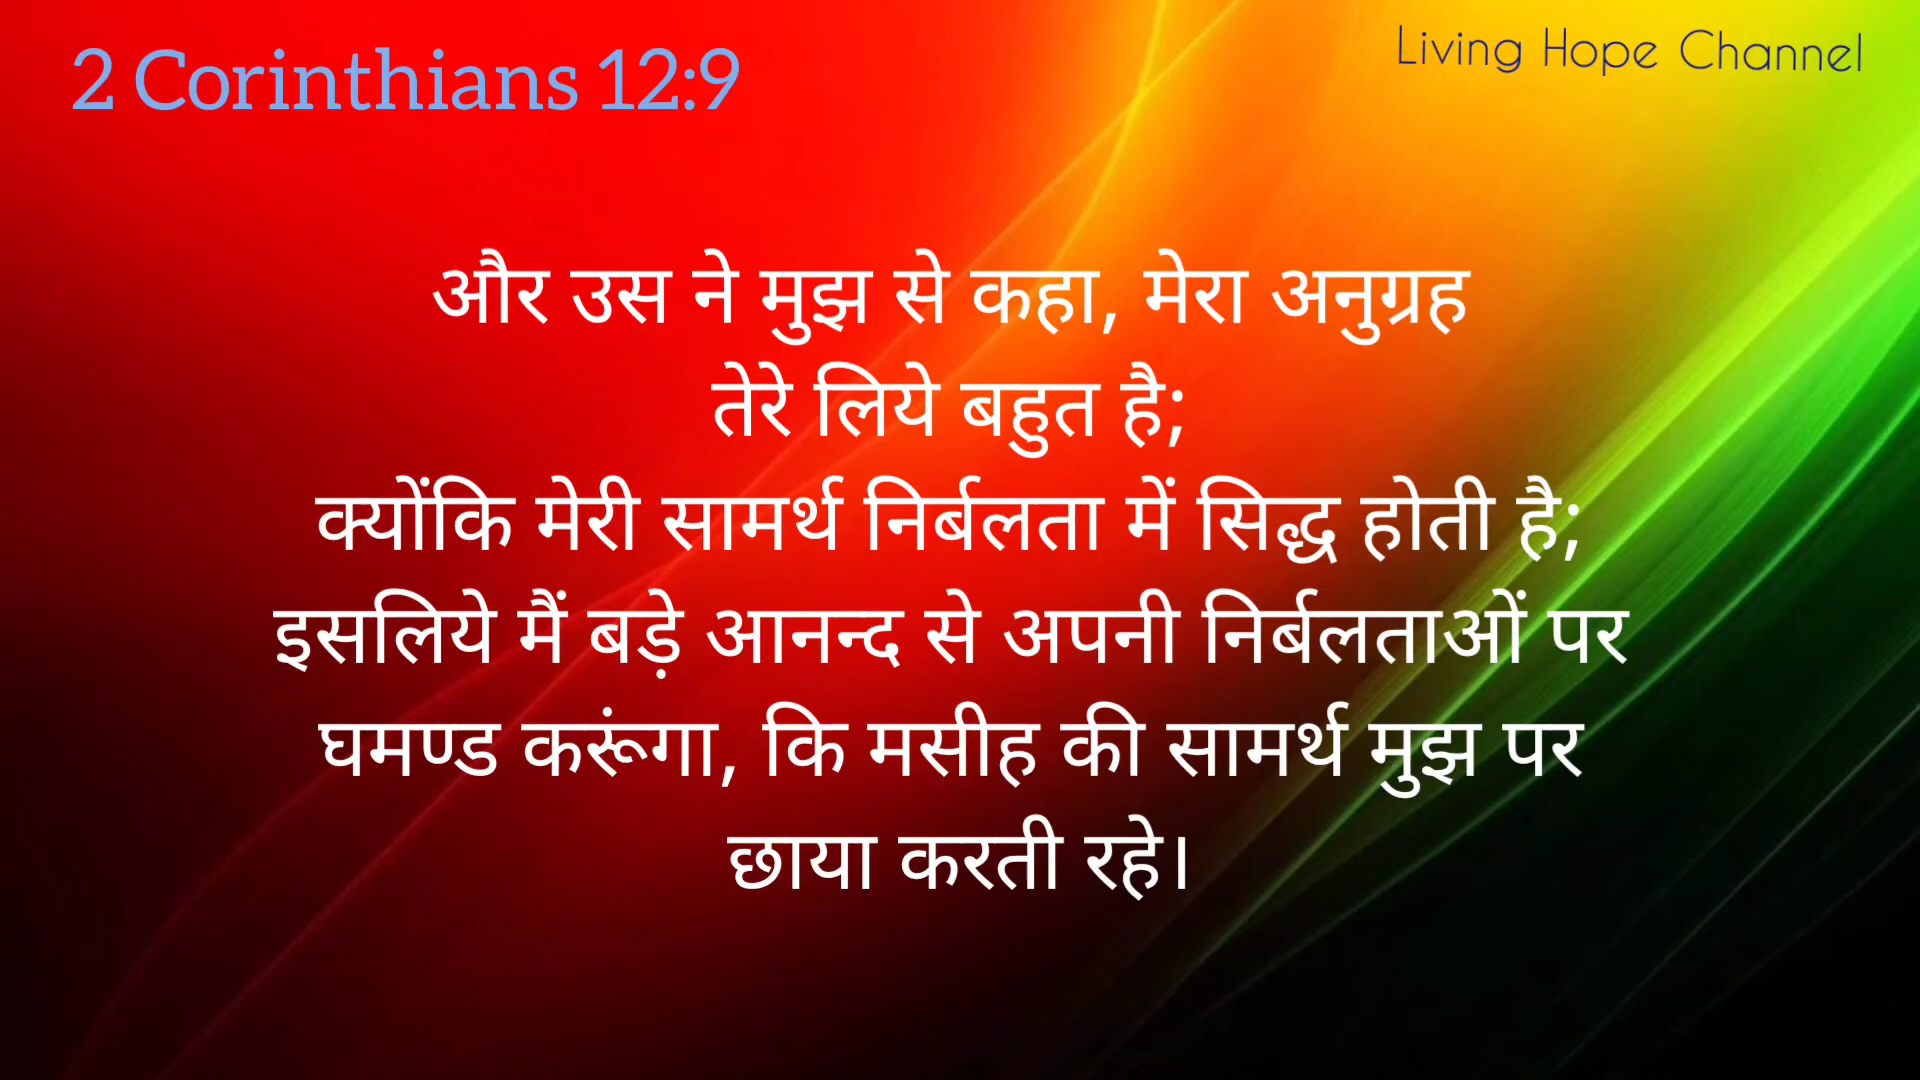 2 Corinthians 12:9
Living Hope Channel
और उस ने मुझ से कहा, मेरा अनुग्रह
तेरे लिये बहुत है;
क्योंकि मेरी सामर्थ निर्बलता में सिद्ध होती है;
इसलिये मैं बड़े आनन्द से अपनी निर्बलताओं पर
घमण्ड करूंगा, कि मसीह की सामर्थ मुझ पर
छाया करती रहे।